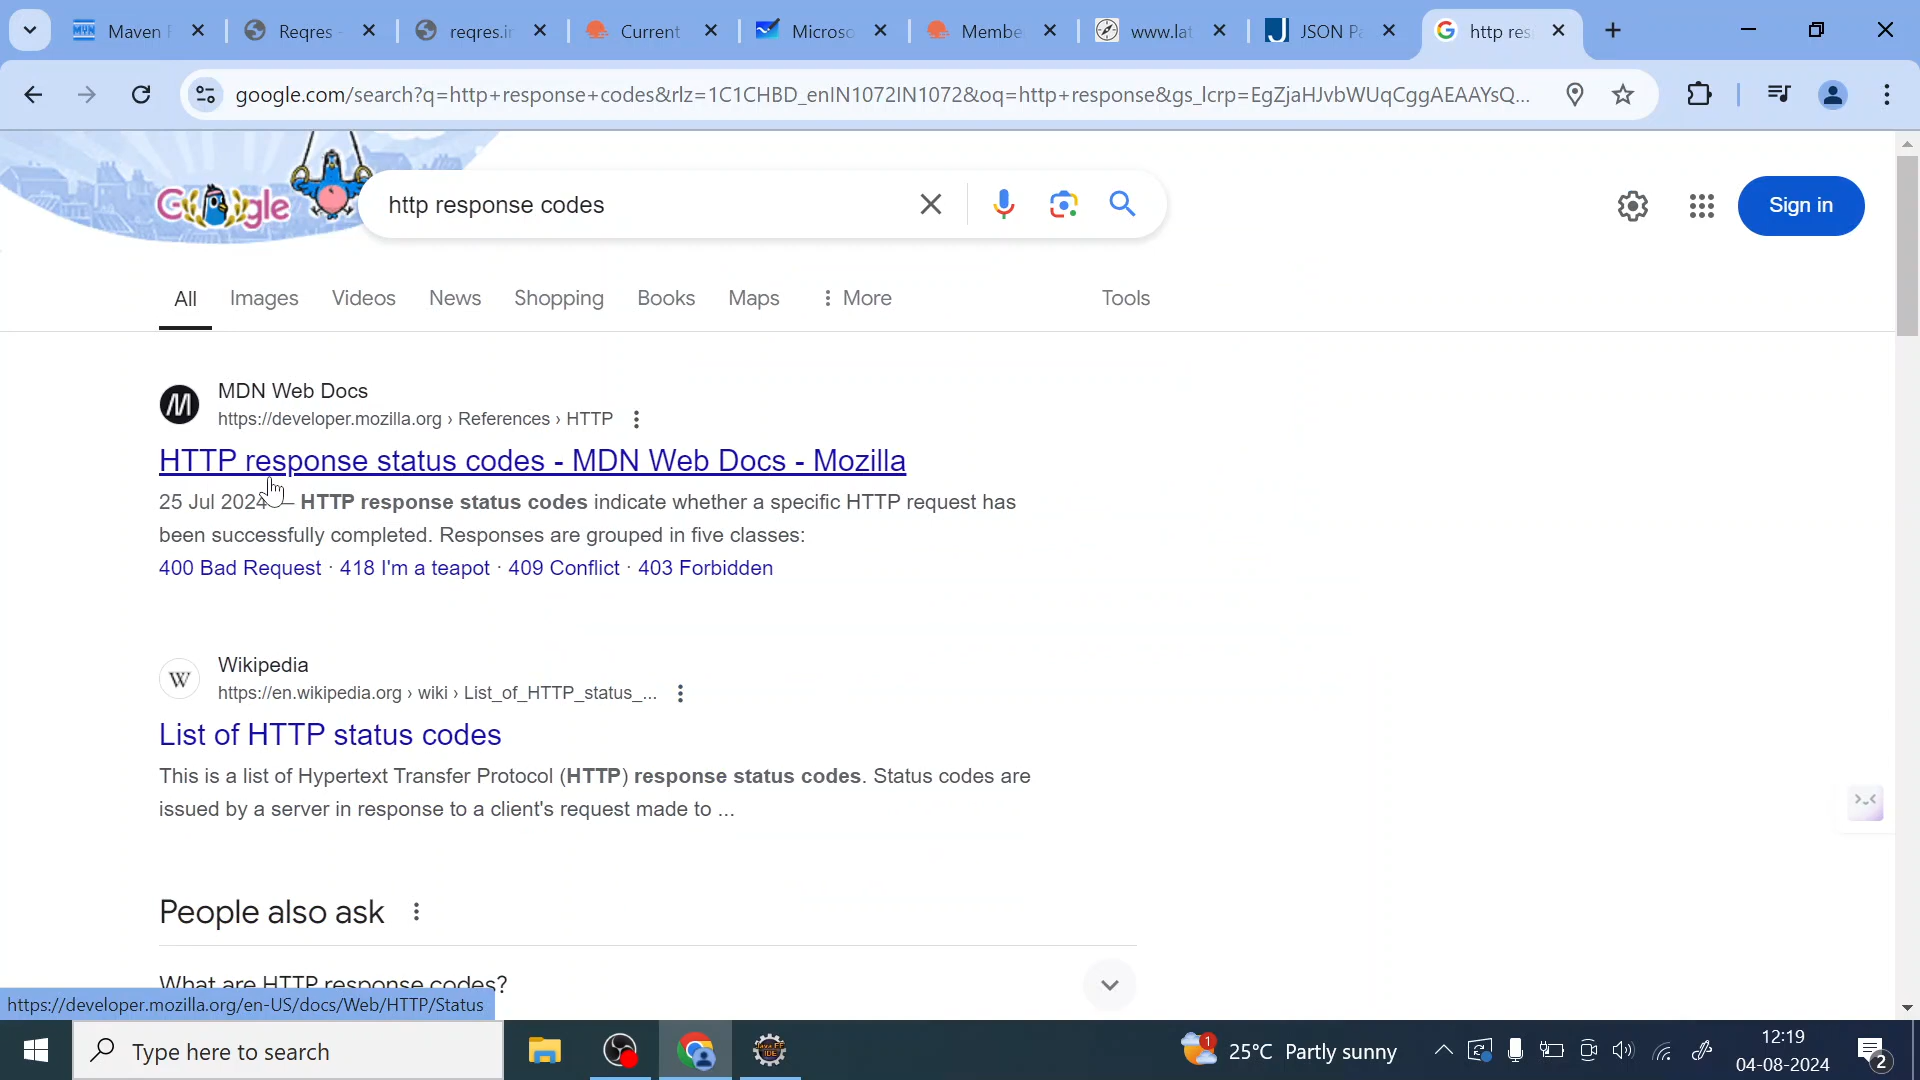 Maven
Reqres -
reqres.i
Current
Microso
Membe
www.lat
JSON P
http res
google.com/search?q=http+response+codes&rlz=1C1CHBD_enIN1072IN1072&oq=http+response&gs_lcrp=EgZjaHJvbWUqCggAEAAYsQ...
Google
http response codes
Sign in
All Images Videos News Shopping Books Maps More Tools
MDN Web Docs
https://developer.mozilla.org › References › HTTP
HTTP response status codes - MDN Web Docs - Mozilla
25 Jul 2024 — HTTP response status codes indicate whether a specific HTTP request has
been successfully completed. Responses are grouped in five classes:
400 Bad Request · 418 I'm a teapot · 409 Conflict · 403 Forbidden
W
Wikipedia
https://en.wikipedia.org › wiki › List_of_HTTP_status_...
List of HTTP status codes
This is a list of Hypertext Transfer Protocol (HTTP) response status codes. Status codes are
issued by a server in response to a client's request made to ...
People also ask
What are HTTP response codes?
https://developer.mozilla.org/en-US/docs/Web/HTTP/Status
Type here to search
1
25°C Partly sunny
12:19
04-08-2024
2